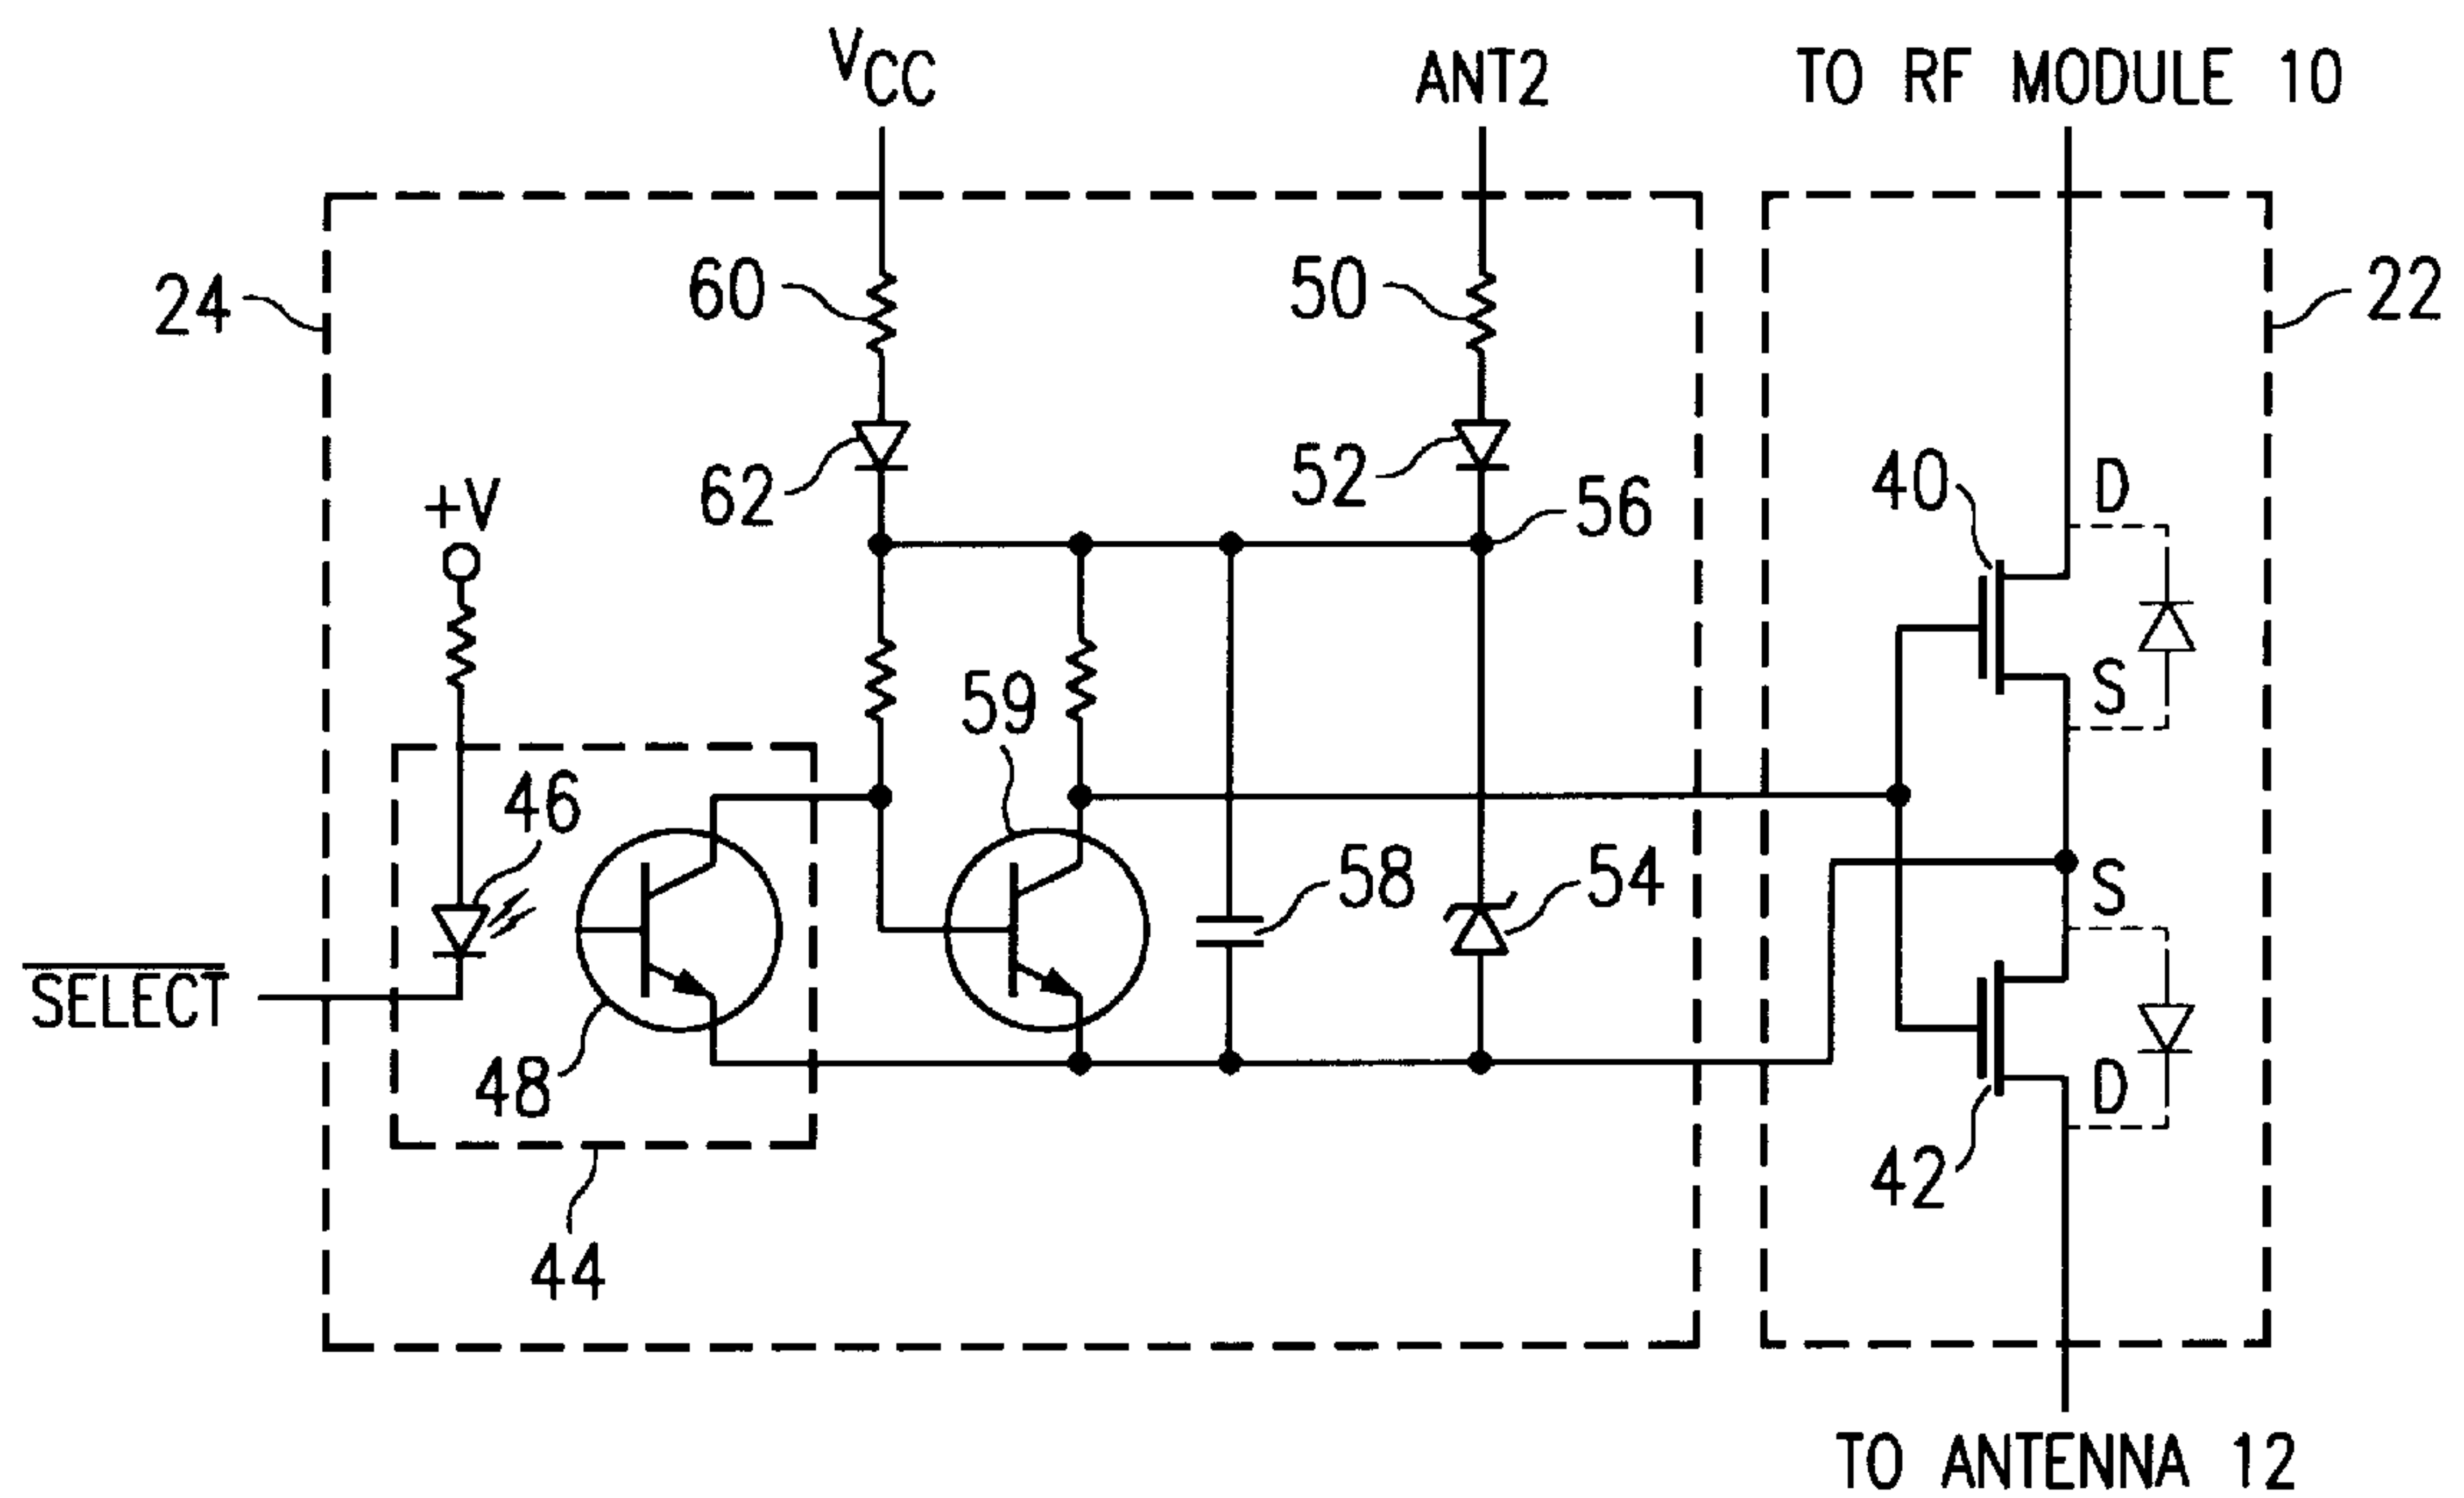 VCC
ANT2
TO RF MODULE 10
24
60
50
22
62
52
56
40
D
+V
S
59
46
58
54
S
SELECT
48
D
42
44
TO ANTENNA 12